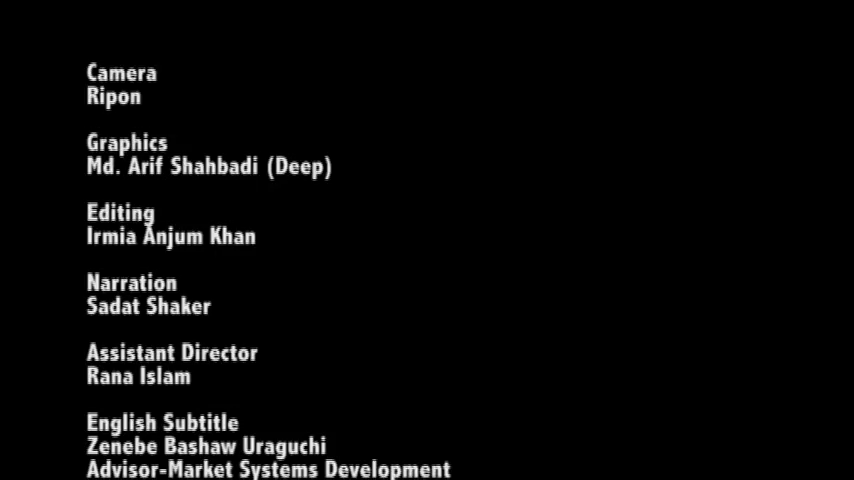 Camera
Ripon
Graphics
Md. Arif Shahbadi (Deep)
Editing
Irmia Anjum Khan
Narration
Sadat Shaker
Assistant Director
Rana Islam
English Subtitle
Zenebe Bashaw Uraguchi
Advisor-Market Systems Development